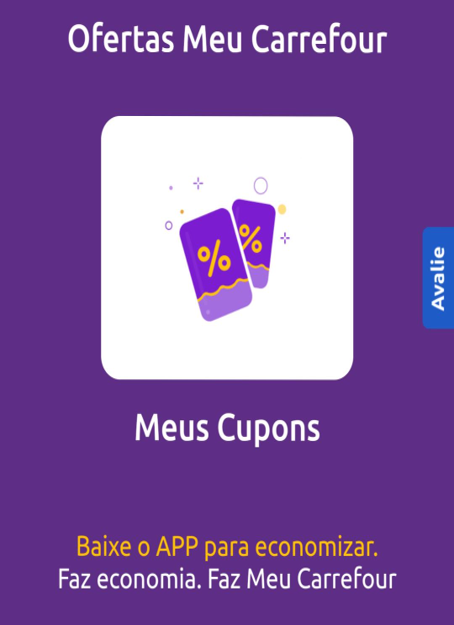 Ofertas Meu Carrefour
%
%
Avalie
Meus Cupons
Baixe o APP para economizar.
Faz economia. Faz Meu Carrefour